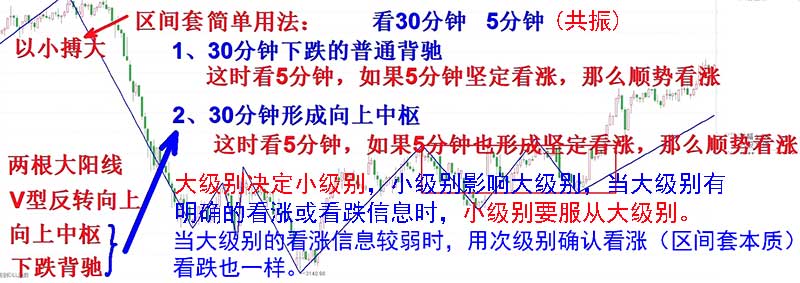 区间套简单用法： 看30分钟 5分钟（共振）
以小搏大
1、30分钟下跌的普通背驰
这时看5分钟，如果5分钟坚定看涨，那么顺势看涨
2、30分钟形成向上中枢
这时看5分钟，如果5分钟也形成坚定看涨，那么顺势看涨
两根大阳线
V型反转向上
向上中枢
下跌背驰
大级别决定小级别，小级别影响大级别，当大级别有
明确的看涨或看跌信息时，小级别要服从大级别。
当大级别的看涨信息较弱时，用次级别确认看涨（区间套本质）
看跌也一样。
3142.98